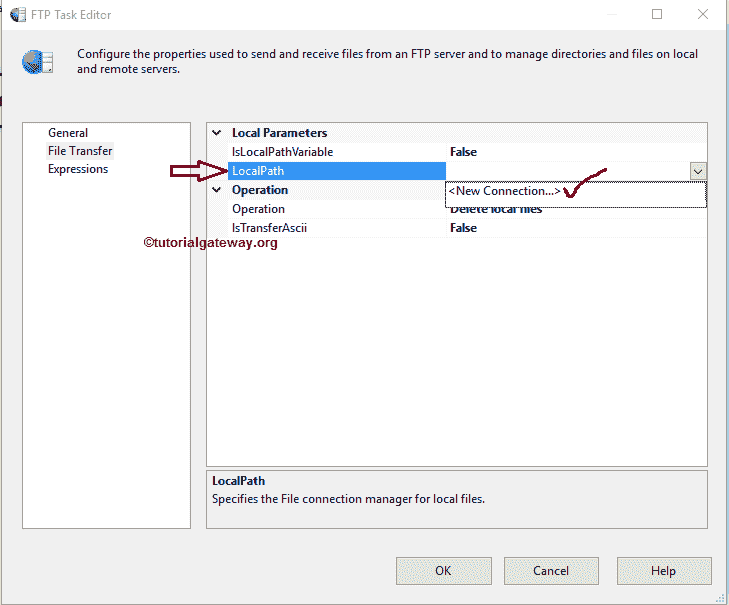 FTP Task Editor
Configure the properties used to send and receive files from an FTP server and to manage directories and files on local
and remote servers.
General
File Transfer
Expressions
Local Parameters
IsLocalPathVariable False
LocalPath
<New Connection...>
Operation
Operation Delete local files
IsTransferAscii False
©tutorialgateway.org
LocalPath
Specifies the File connection manager for local files.
OK Cancel Help